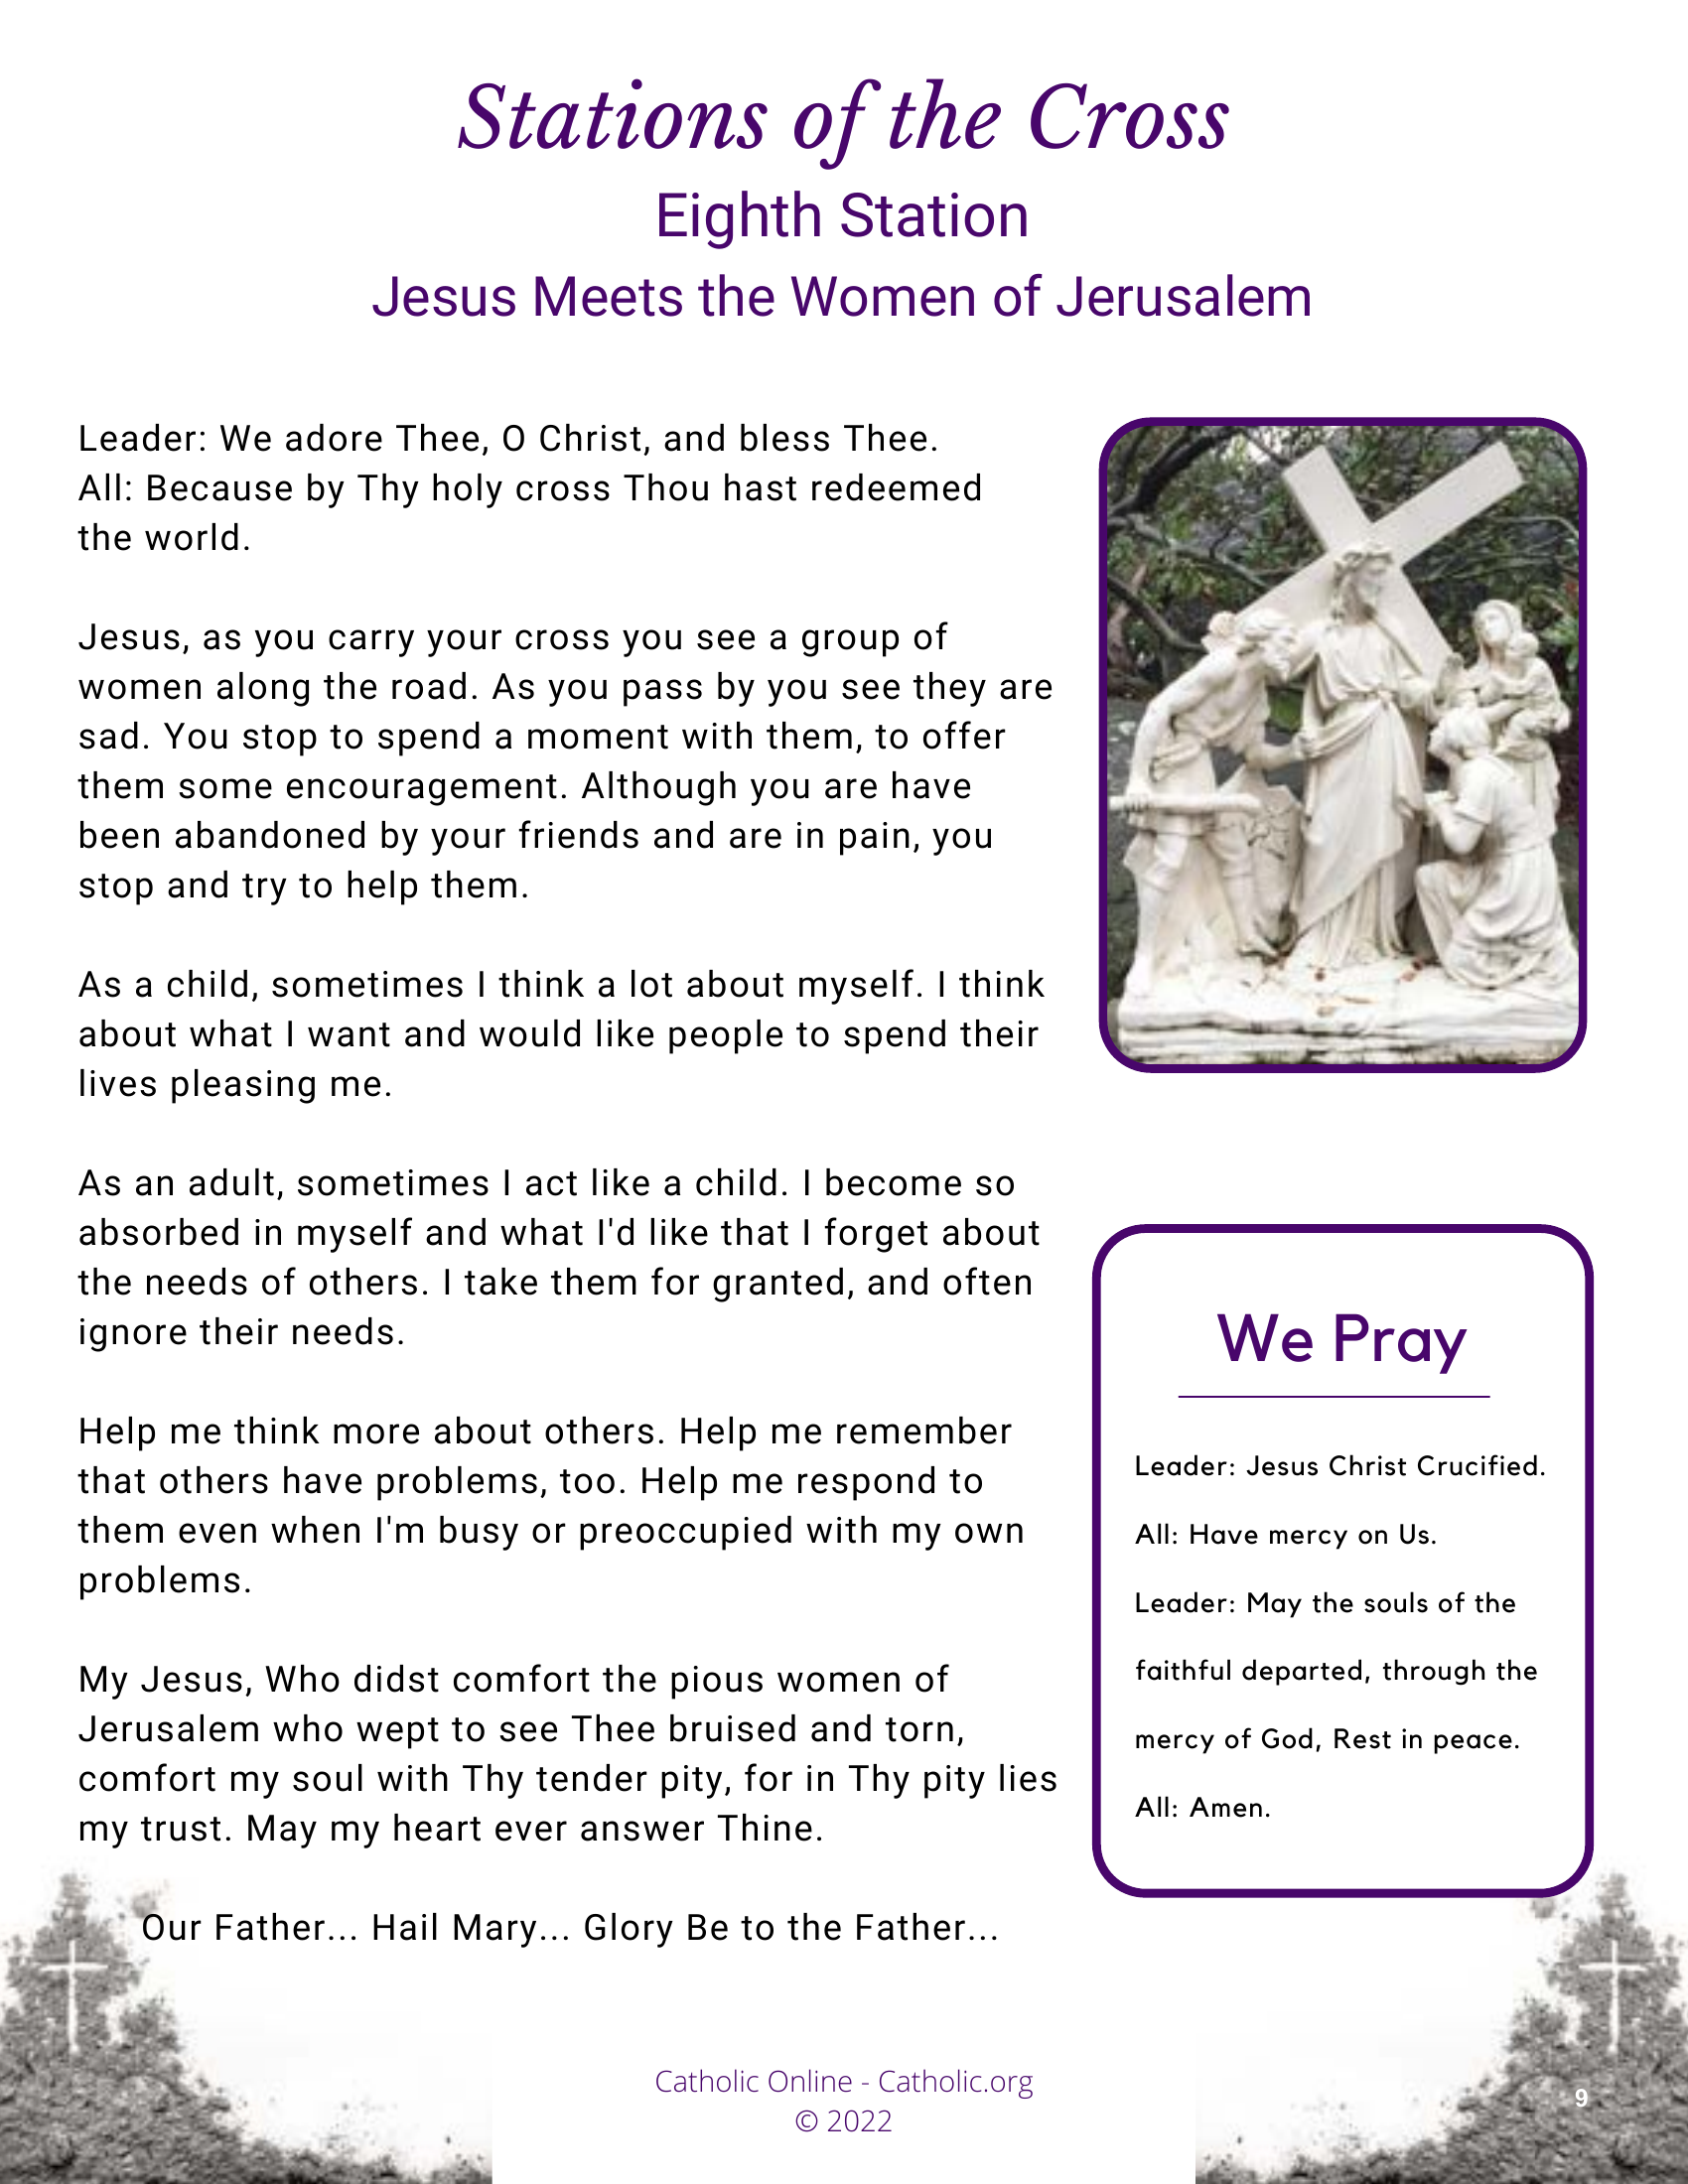 Stations of the Cross
Eighth Station
Jesus Meets the Women of Jerusalem
Leader: We adore Thee, O Christ, and bless Thee.
All: Because by Thy holy cross Thou hast redeemed
the world.
Jesus, as you carry your cross you see a group of
women along the road. As you pass by you see they are
sad. You stop to spend a moment with them, to offer
them some encouragement. Although you are have
been abandoned by your friends and are in pain, you
stop and try to help them.
As a child, sometimes I think a lot about myself. I think
about what I want and would like people to spend their
lives pleasing me.
As an adult, sometimes I act like a child. I become so
absorbed in myself and what I'd like that I forget about
the needs of others. I take them for granted, and often
ignore their needs.
Help me think more about others. Help me remember
that others have problems, too. Help me respond to
them even when I'm busy or preoccupied with my own
problems.
My Jesus, Who didst comfort the pious women of
Jerusalem who wept to see Thee bruised and torn,
comfort my soul with Thy tender pity, for in Thy pity lies
my trust. May my heart ever answer Thine.
Our Father... Hail Mary... Glory Be to the Father...
We Pray
Leader: Jesus Christ Crucified.
All: Have mercy on Us.
Leader: May the souls of the
faithful departed, through the
mercy of God, Rest in peace.
All: Amen.
Catholic Online - Catholic.org
© 2022
9